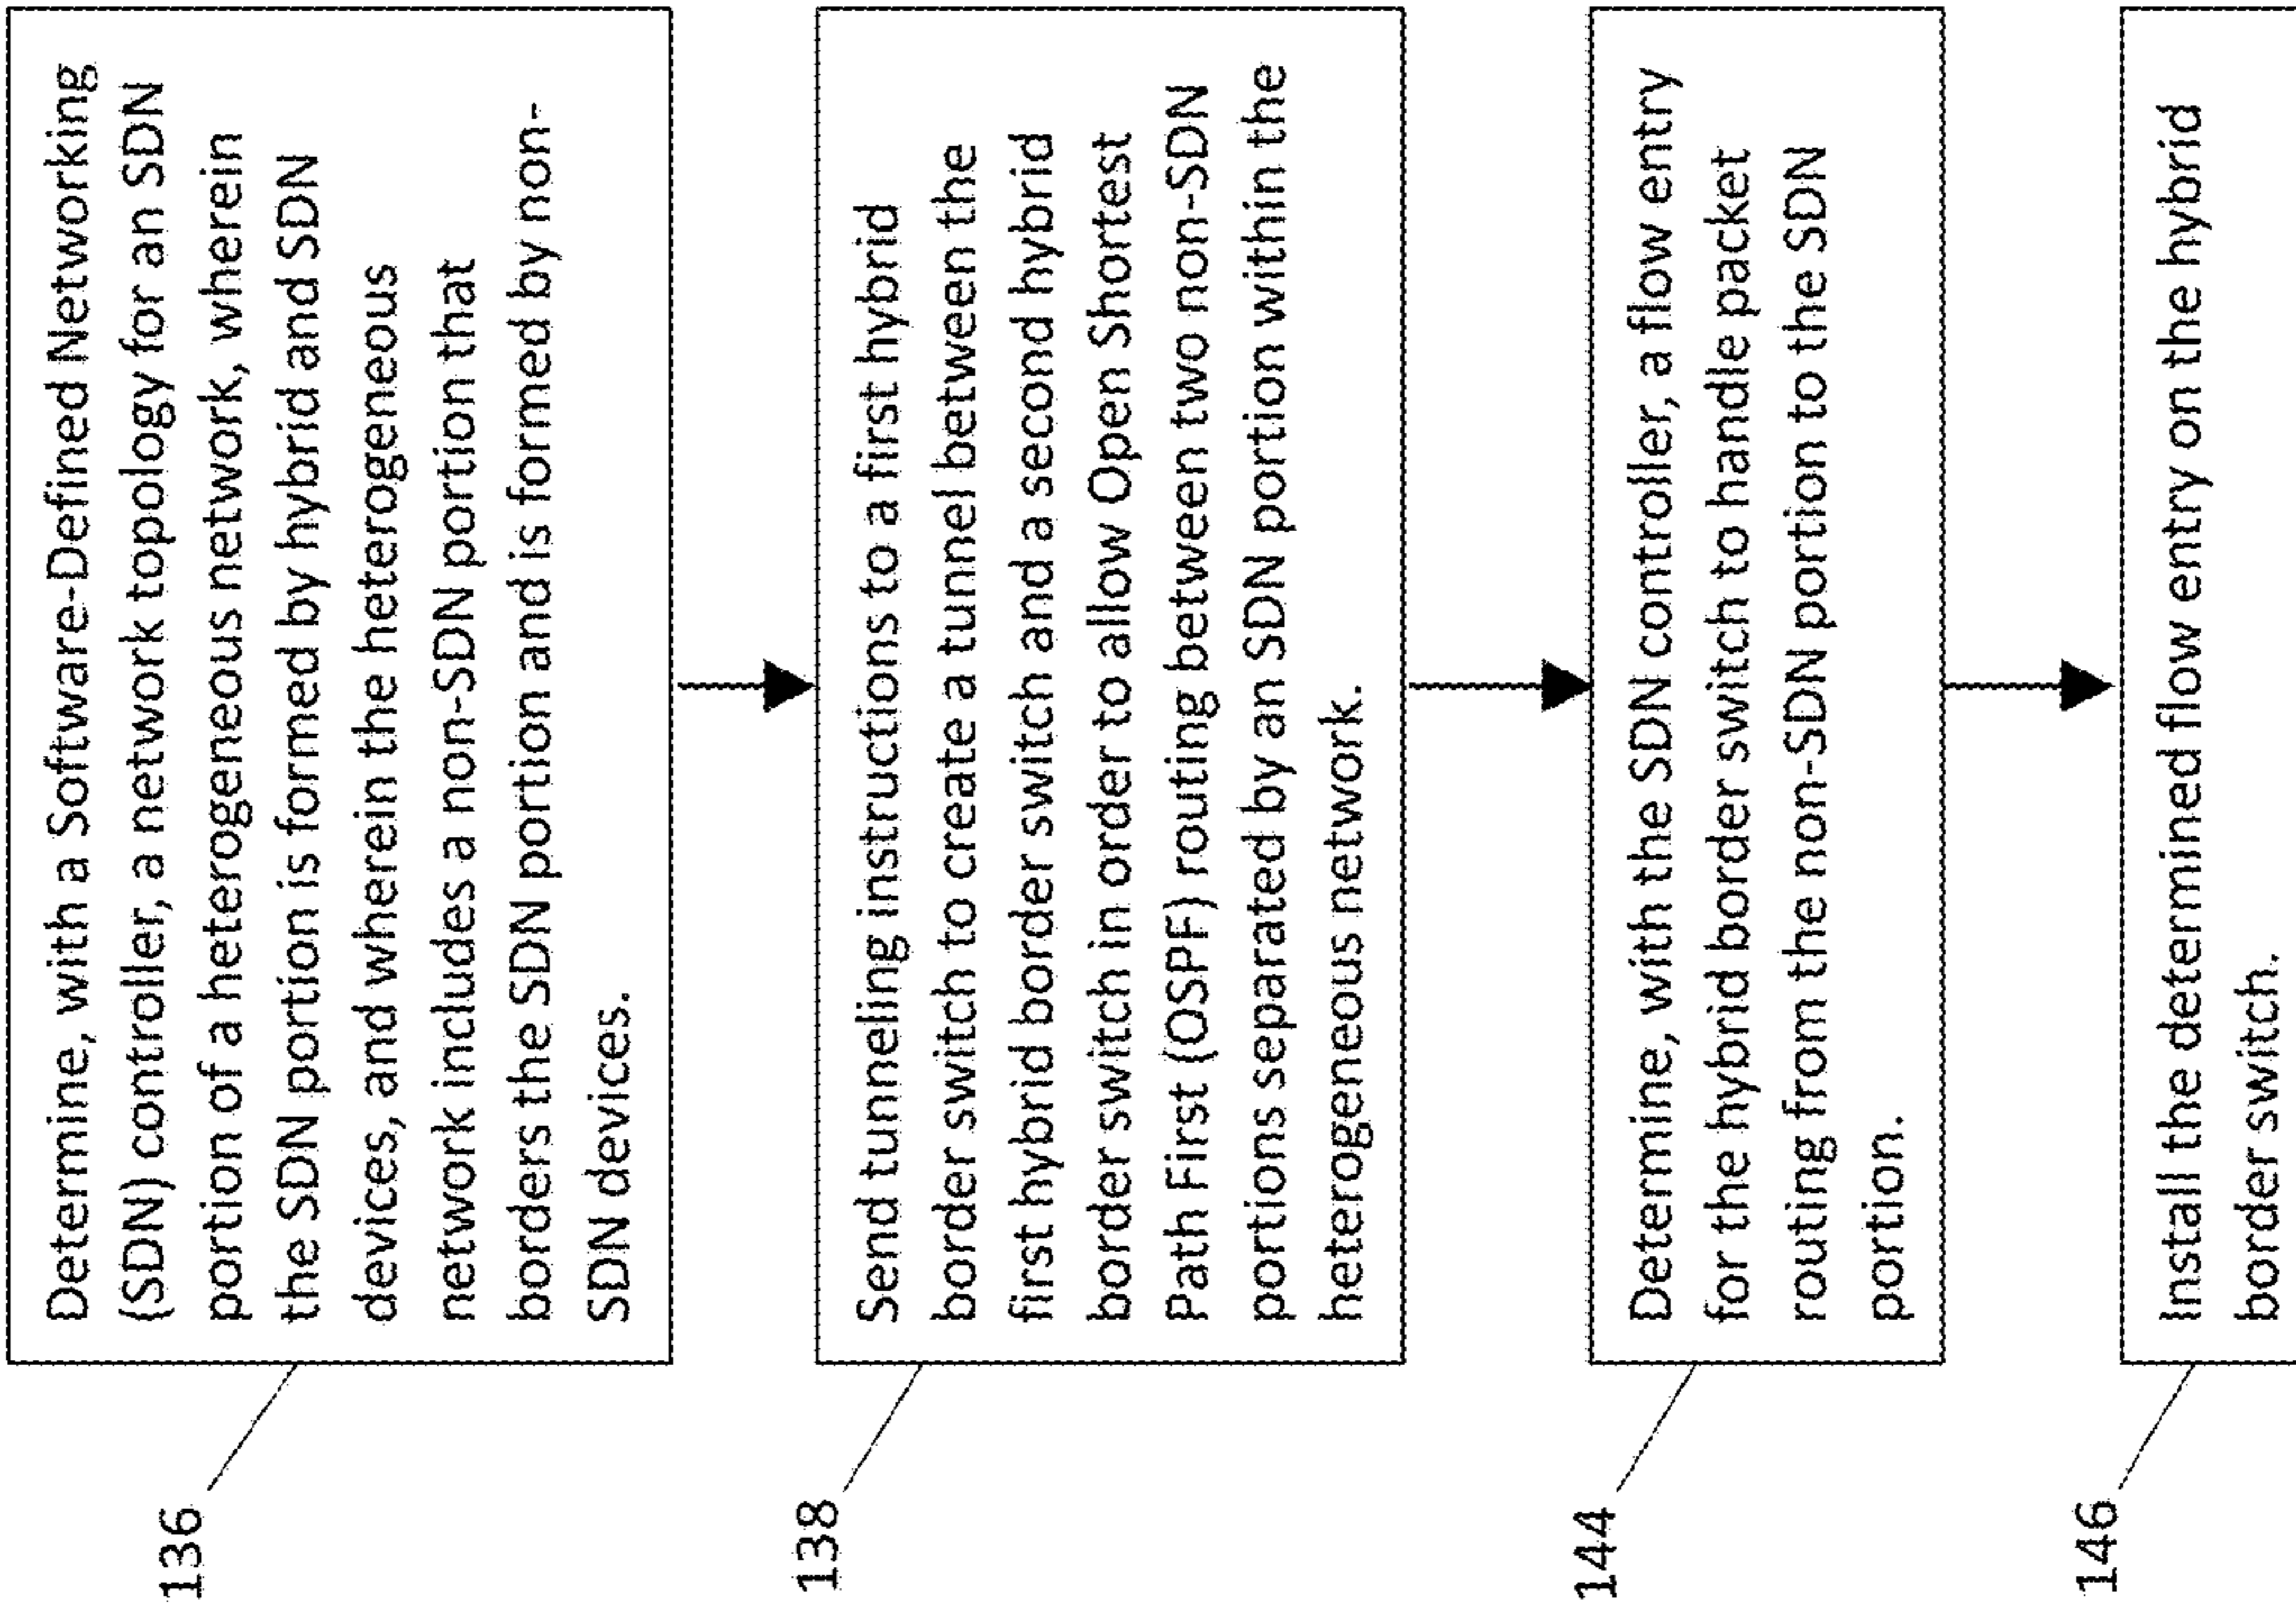 136
Determine, with a Software-Defined Networking
(SDN) controller, a network topology for an SDN
portion of a heterogeneous network, wherein
the SDN portion is formed by hybrid and SDN
devices, and wherein the heterogeneous
network includes a non-SDN portion that
borders the SDN portion and is formed by non-
SDN devices.
138
Send tunneling instructions to a first hybrid
border switch to create a tunnel between the
first hybrid border switch and a second hybrid
border switch in order to allow Open Shortest
Path First (OSPF) routing between two non-SDN
portions separated by an SDN portion within the
heterogeneous network.
144
Determine, with the SDN controller, a flow entry
for the hybrid border switch to handle packet
routing from the non-SDN portion to the SDN
portion.
146
Install the determined flow entry on the hybrid
border switch.